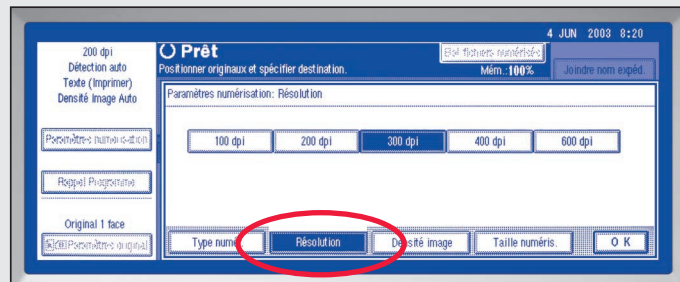 4 JUN 2003 8:20
200 dpi
Détection auto
Texte (Imprimer)
Densité Image Auto
Prêt
Positionner originaux et spécifier destination.
Etat fichiers numérisés
Mém.:100%
Joindre nom expéd.
Paramètres numérisation: Résolution
Paramètres numérisation
100 dpi
200 dpi
300 dpi
400 dpi
600 dpi
Rappel Programme
Original 1 face
Paramètres original
Type numé
Résolution
Densité image
Taille numéris.
O K